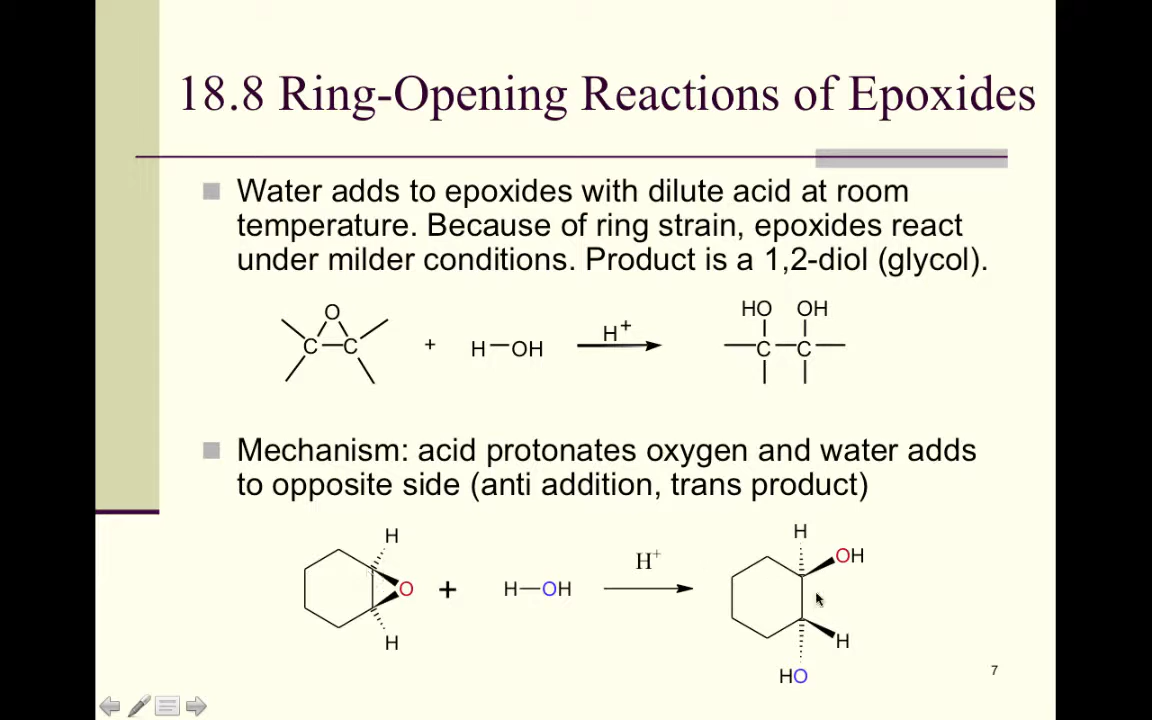 18.8 Ring-Opening Reactions of Epoxides
Water adds to epoxides with dilute acid at room
temperature. Because of ring strain, epoxides react
under milder conditions. Product is a 1,2-diol (glycol).
O
C C + H OH H+ HO OH
C C
Mechanism: acid protonates oxygen and water adds
to opposite side (anti addition, trans product)
H
O
H
+ H OH
H+
H
OH
H
HO
7